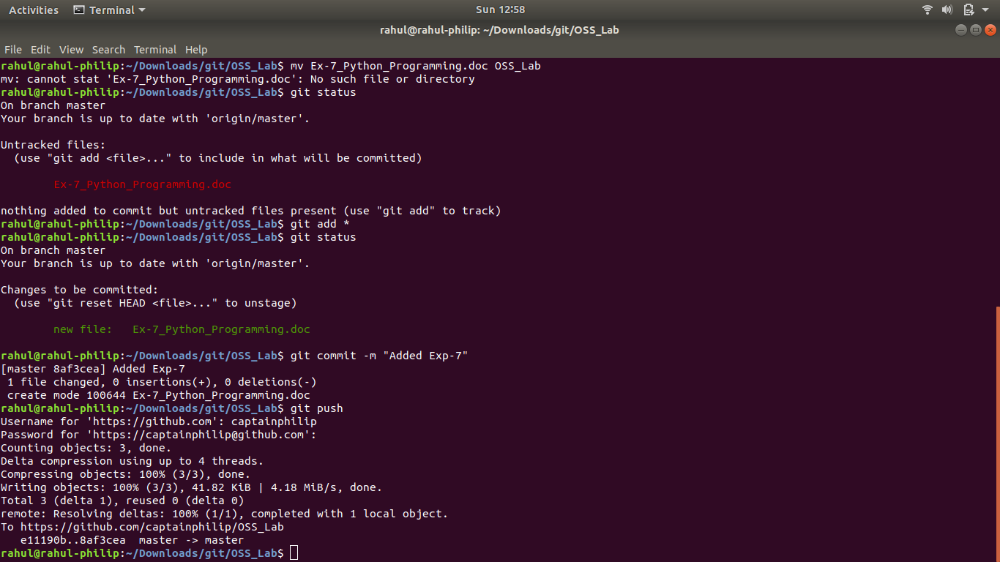 Activities Terminal Sun 12:58
rahul@rahul-philip: ~/Downloads/git/OSS_Lab
File Edit View Search Terminal Help
rahul@rahul-philip:~/Downloads/git/OSS_Lab$ mv Ex-7_Python_Programming.doc OSS_Lab
mv: cannot stat 'Ex-7_Python_Programming.doc': No such file or directory
rahul@rahul-philip:~/Downloads/git/OSS_Lab$ git status
On branch master
Your branch is up to date with 'origin/master'.
Untracked files:
  (use "git add <file>..." to include in what will be committed)
        Ex-7_Python_Programming.doc
nothing added to commit but untracked files present (use "git add" to track)
rahul@rahul-philip:~/Downloads/git/OSS_Lab$ git add *
rahul@rahul-philip:~/Downloads/git/OSS_Lab$ git status
On branch master
Your branch is up to date with 'origin/master'.
Changes to be committed:
  (use "git reset HEAD <file>..." to unstage)
        new file:   Ex-7_Python_Programming.doc
rahul@rahul-philip:~/Downloads/git/OSS_Lab$ git commit -m "Added Exp-7"
[master 8af3cea] Added Exp-7
 1 file changed, 0 insertions(+), 0 deletions(-)
 create mode 100644 Ex-7_Python_Programming.doc
rahul@rahul-philip:~/Downloads/git/OSS_Lab$ git push
Username for 'https://github.com': captainphilip
Password for 'https://captainphilip@github.com':
Counting objects: 3, done.
Delta compression using up to 4 threads.
Compressing objects: 100% (3/3), done.
Writing objects: 100% (3/3), 41.82 KiB | 4.18 MiB/s, done.
Total 3 (delta 1), reused 0 (delta 0)
remote: Resolving deltas: 100% (1/1), completed with 1 local object.
To https://github.com/captainphilip/OSS_Lab
   e11190b..8af3cea  master -> master
rahul@rahul-philip:~/Downloads/git/OSS_Lab$